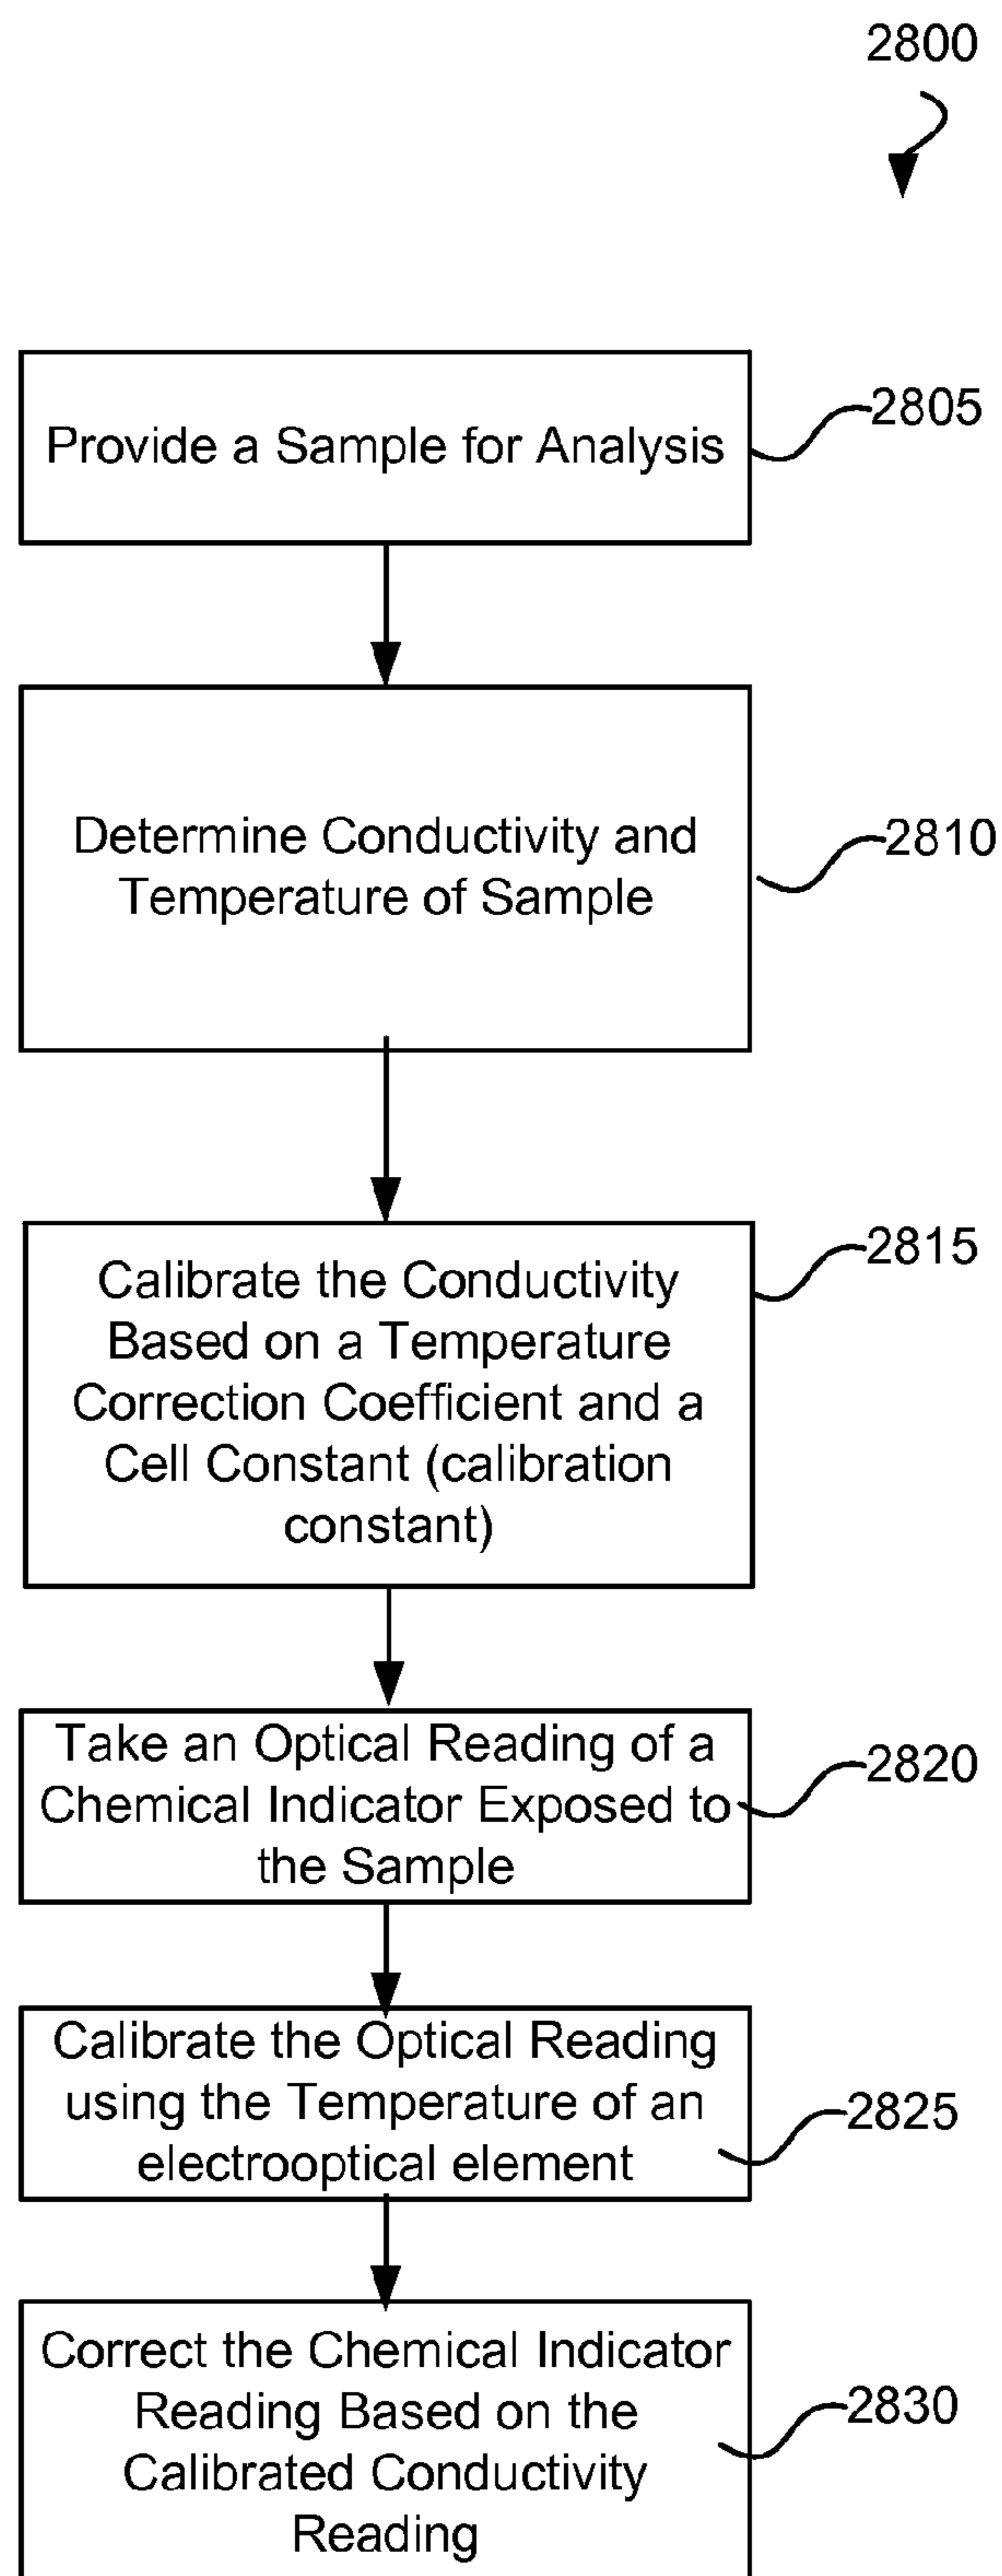 2800
Provide a Sample for Analysis
2805
Determine Conductivity and
Temperature of Sample
2810
Calibrate the Conductivity
Based on a Temperature
Correction Coefficient and a
Cell Constant (calibration
constant)
2815
Take an Optical Reading of a
Chemical Indicator Exposed to
the Sample
2820
Calibrate the Optical Reading
using the Temperature of an
electrooptical element
2825
Correct the Chemical Indicator
Reading Based on the
Calibrated Conductivity
Reading
2830